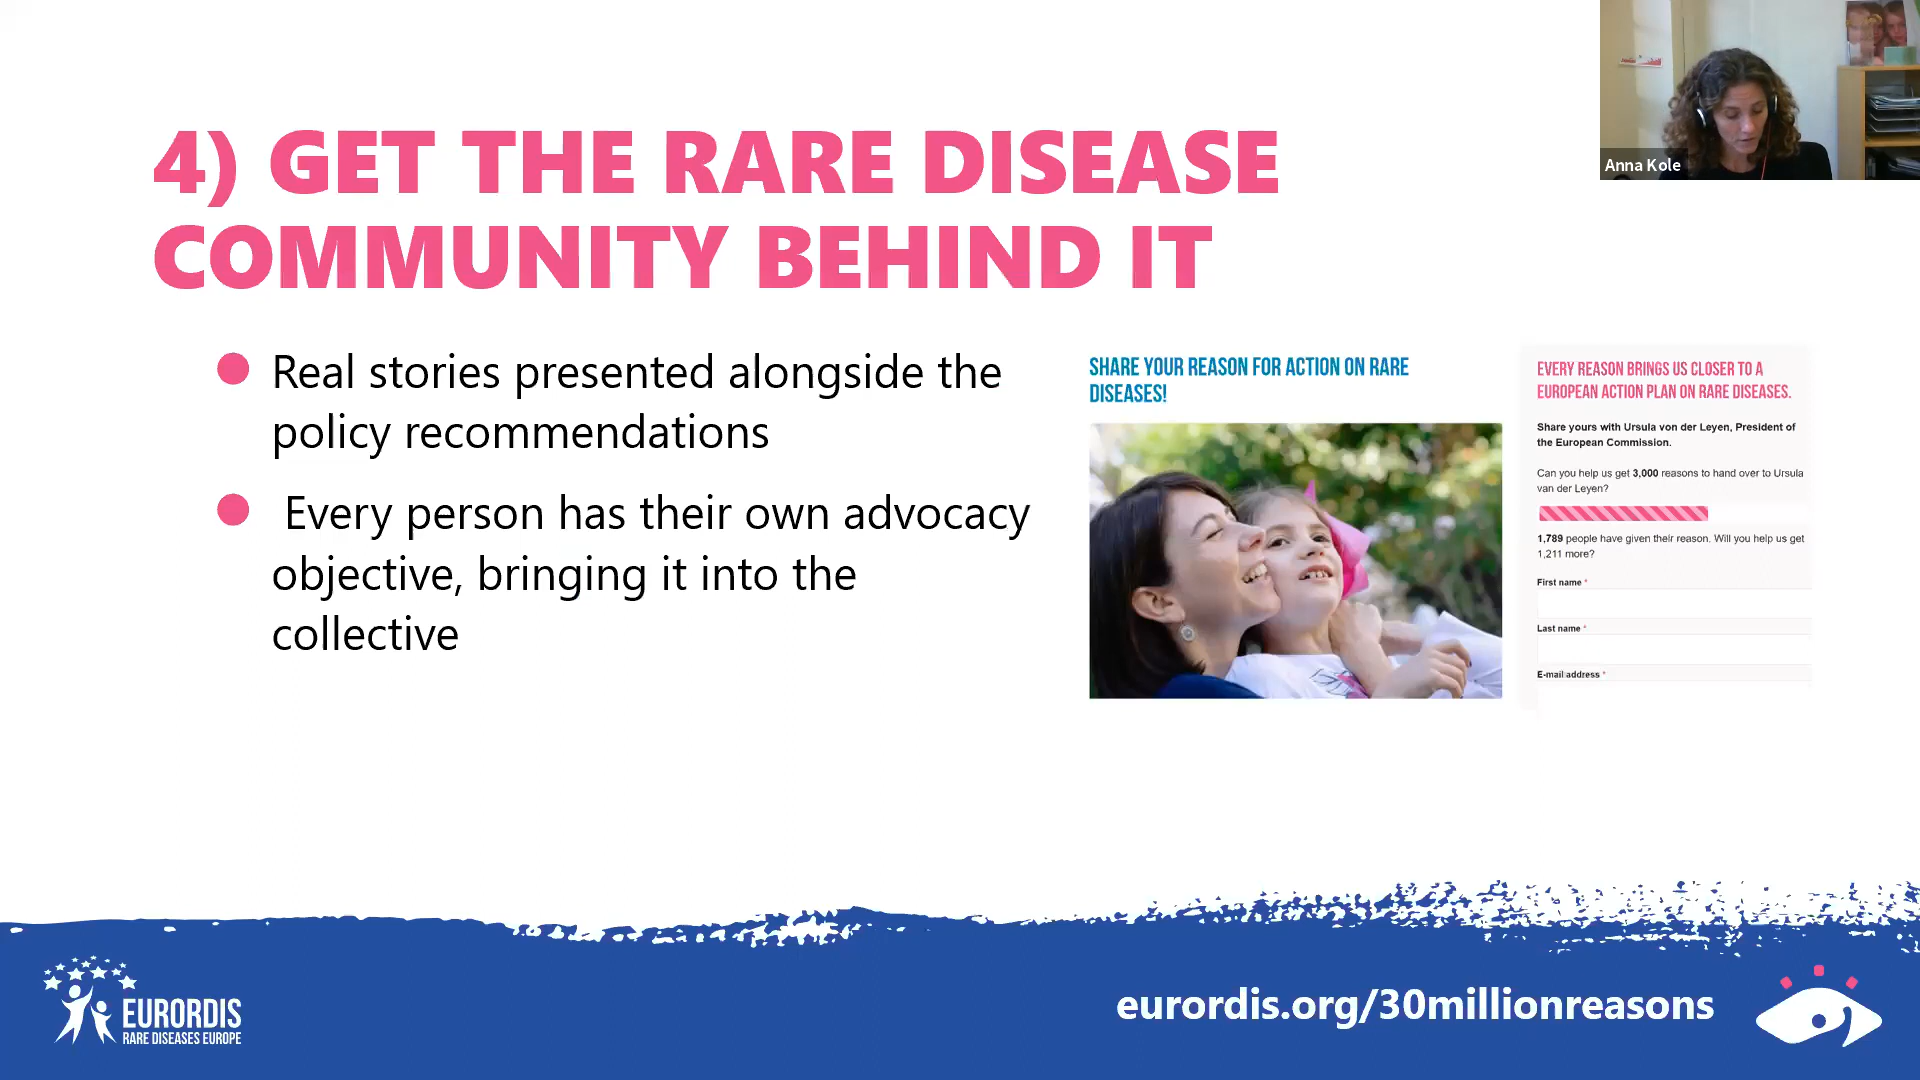 Anna Kole
4) GET THE RARE DISEASE
COMMUNITY BEHIND IT
Real stories presented alongside the
policy recommendations
Every person has their own advocacy
objective, bringing it into the
collective
SHARE YOUR REASON FOR ACTION ON RARE
DISEASES!
EVERY REASON BRINGS US CLOSER TO A
EUROPEAN ACTION PLAN ON RARE DISEASES.
Share yours with Ursula von der Leyen, President of
the European Commission.
Can you help us get 3,000 reasons to hand over to Ursula
van der Leyen?
1,789 people have given their reason. Will you help us get
1,211 more?
First name *
Last name *
E-mail address *
EURORDIS
RARE DISEASES EUROPE
eurordis.org/30millionreasons